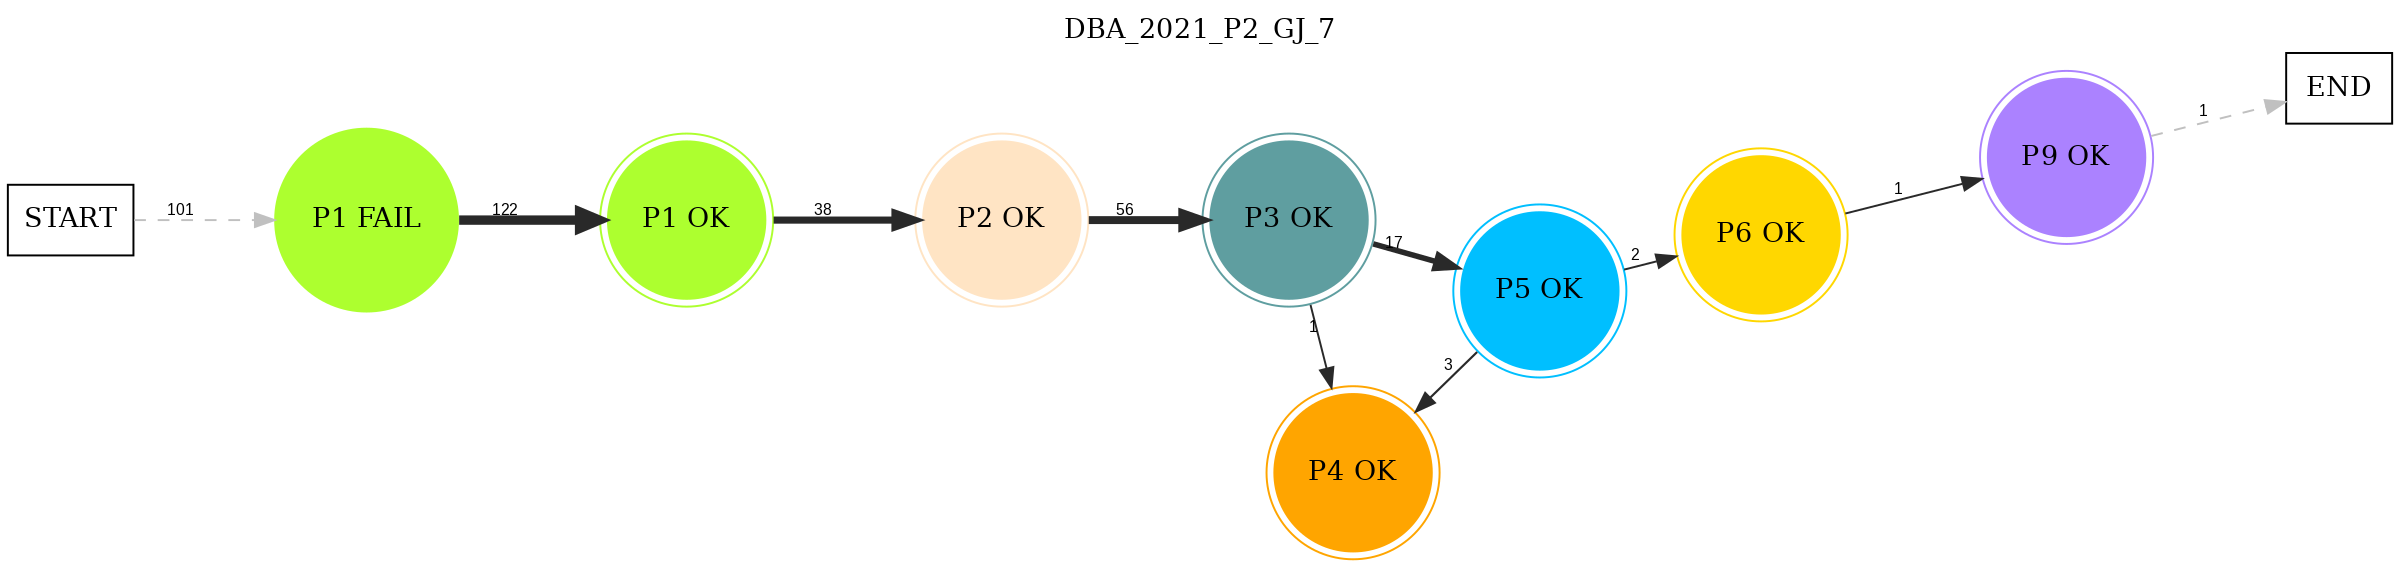 DBA_2021_P2_GJ_7
START
101
P1 FAIL
122
P1 OK
38
P2 OK
56
P3 OK
17
1
P5 OK
2
3
P4 OK
P6 OK
1
P9 OK
1
END